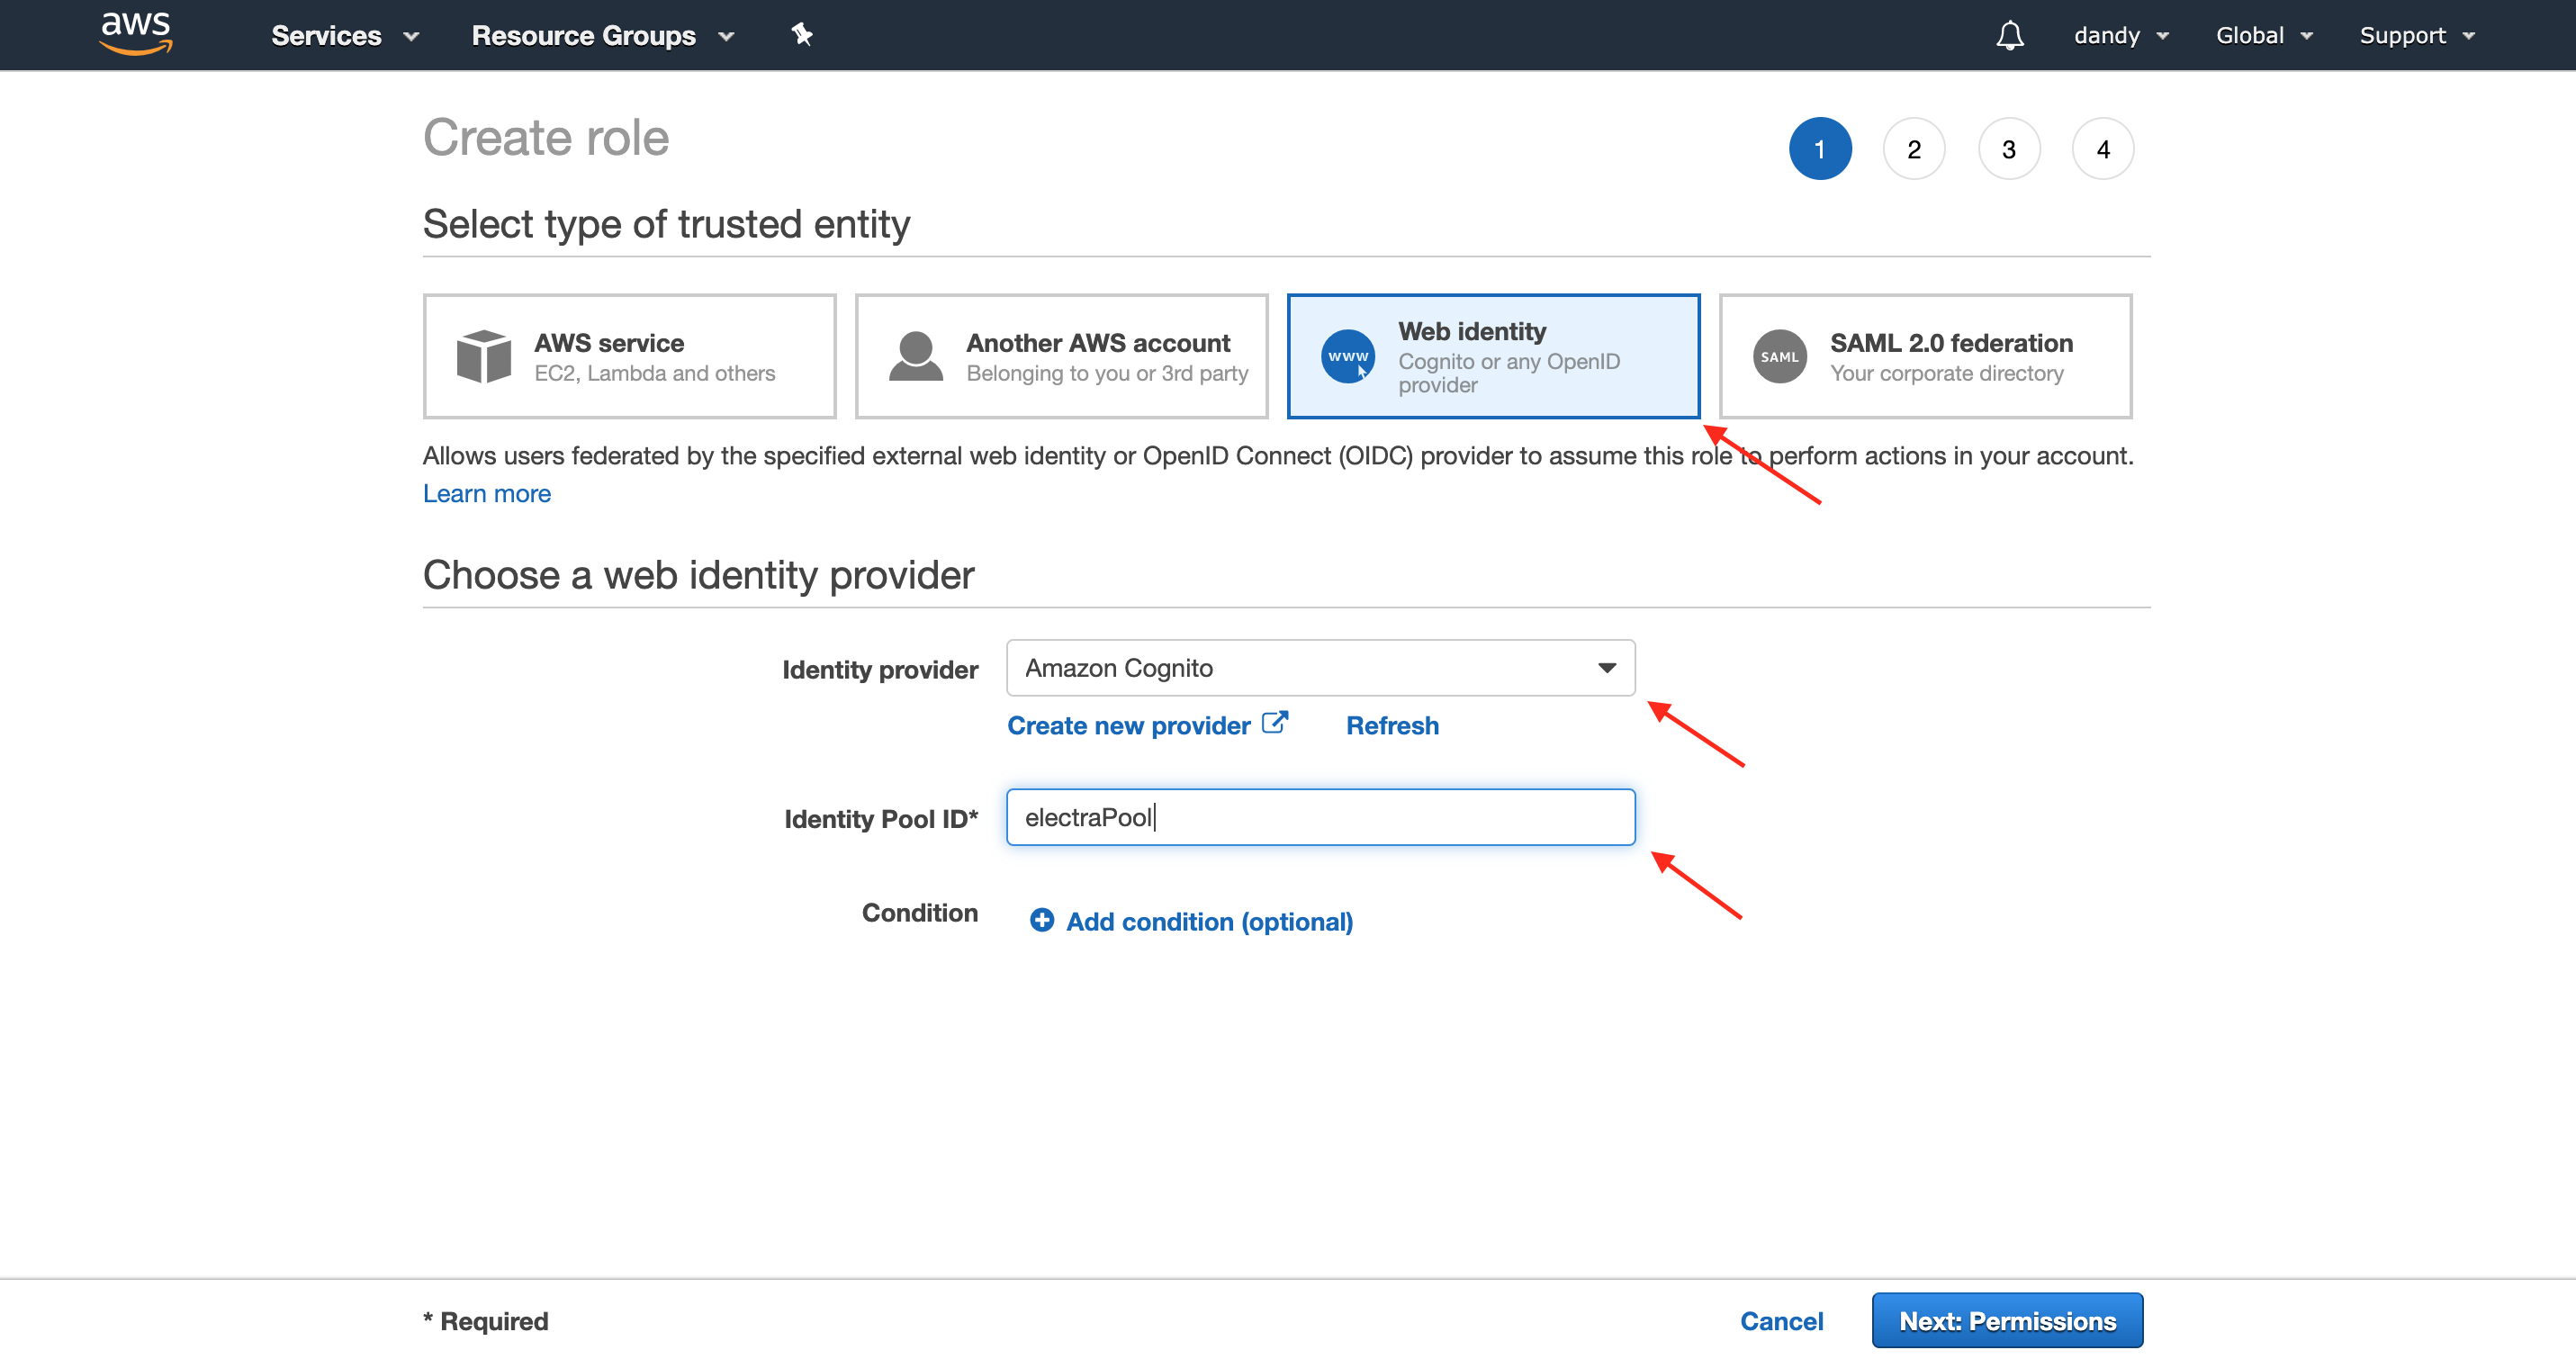 aws Services Resource Groups dandy Global Support
Create role
1 2 3 4
Select type of trusted entity
AWS service
EC2, Lambda and others
Another AWS account
Belonging to you or 3rd party
www
Web identity
Cognito or any OpenID
provider
SAML
SAML 2.0 federation
Your corporate directory
Allows users federated by the specified external web identity or OpenID Connect (OIDC) provider to assume this role to perform actions in your account.
Learn more
Choose a web identity provider
Identity provider Amazon Cognito
Create new provider Refresh
Identity Pool ID* electraPool
Condition Add condition (optional)
* Required Cancel Next: Permissions